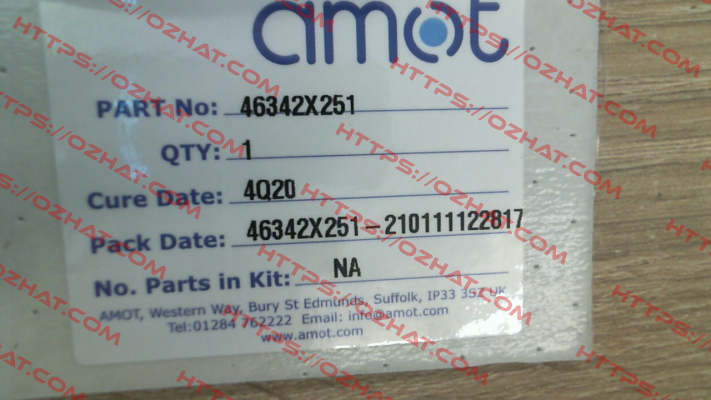 amot
PART No: 46342X251
QTY: 1
Cure Date: 4Q20
Pack Date: 46342X251-210111122817
No. Parts in Kit: NA
AMOT, Western Way, Bury St Edmunds, Suffolk, IP33 3SZ UK
Tel:01284 762222 Email: info@amot.com
www.amot.com
HTTPS://OZHAT.COM